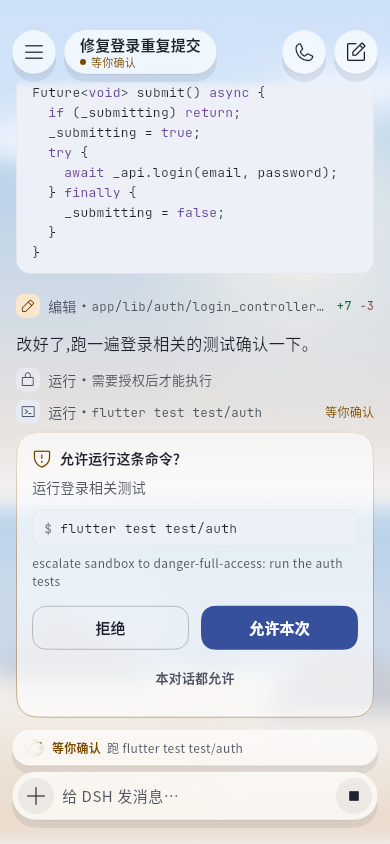 修复登录重复提交
等你确认
Future<void> submit() async {
if (_submitting) return;
_submitting = true;
try {
await _api.login(email, password);
} finally {
_submitting = false;
}
}
编辑 · app/lib/auth/login_controller… +7 -3
改好了,跑一遍登录相关的测试确认一下。
运行 · 需要授权后才能执行
运行 · flutter test test/auth 等你确认
允许运行这条命令?
运行登录相关测试
$ flutter test test/auth
escalate sandbox to danger-full-access: run the auth
tests
拒绝 允许本次
本对话都允许
等你确认 跑 flutter test test/auth
给 DSH 发消息…